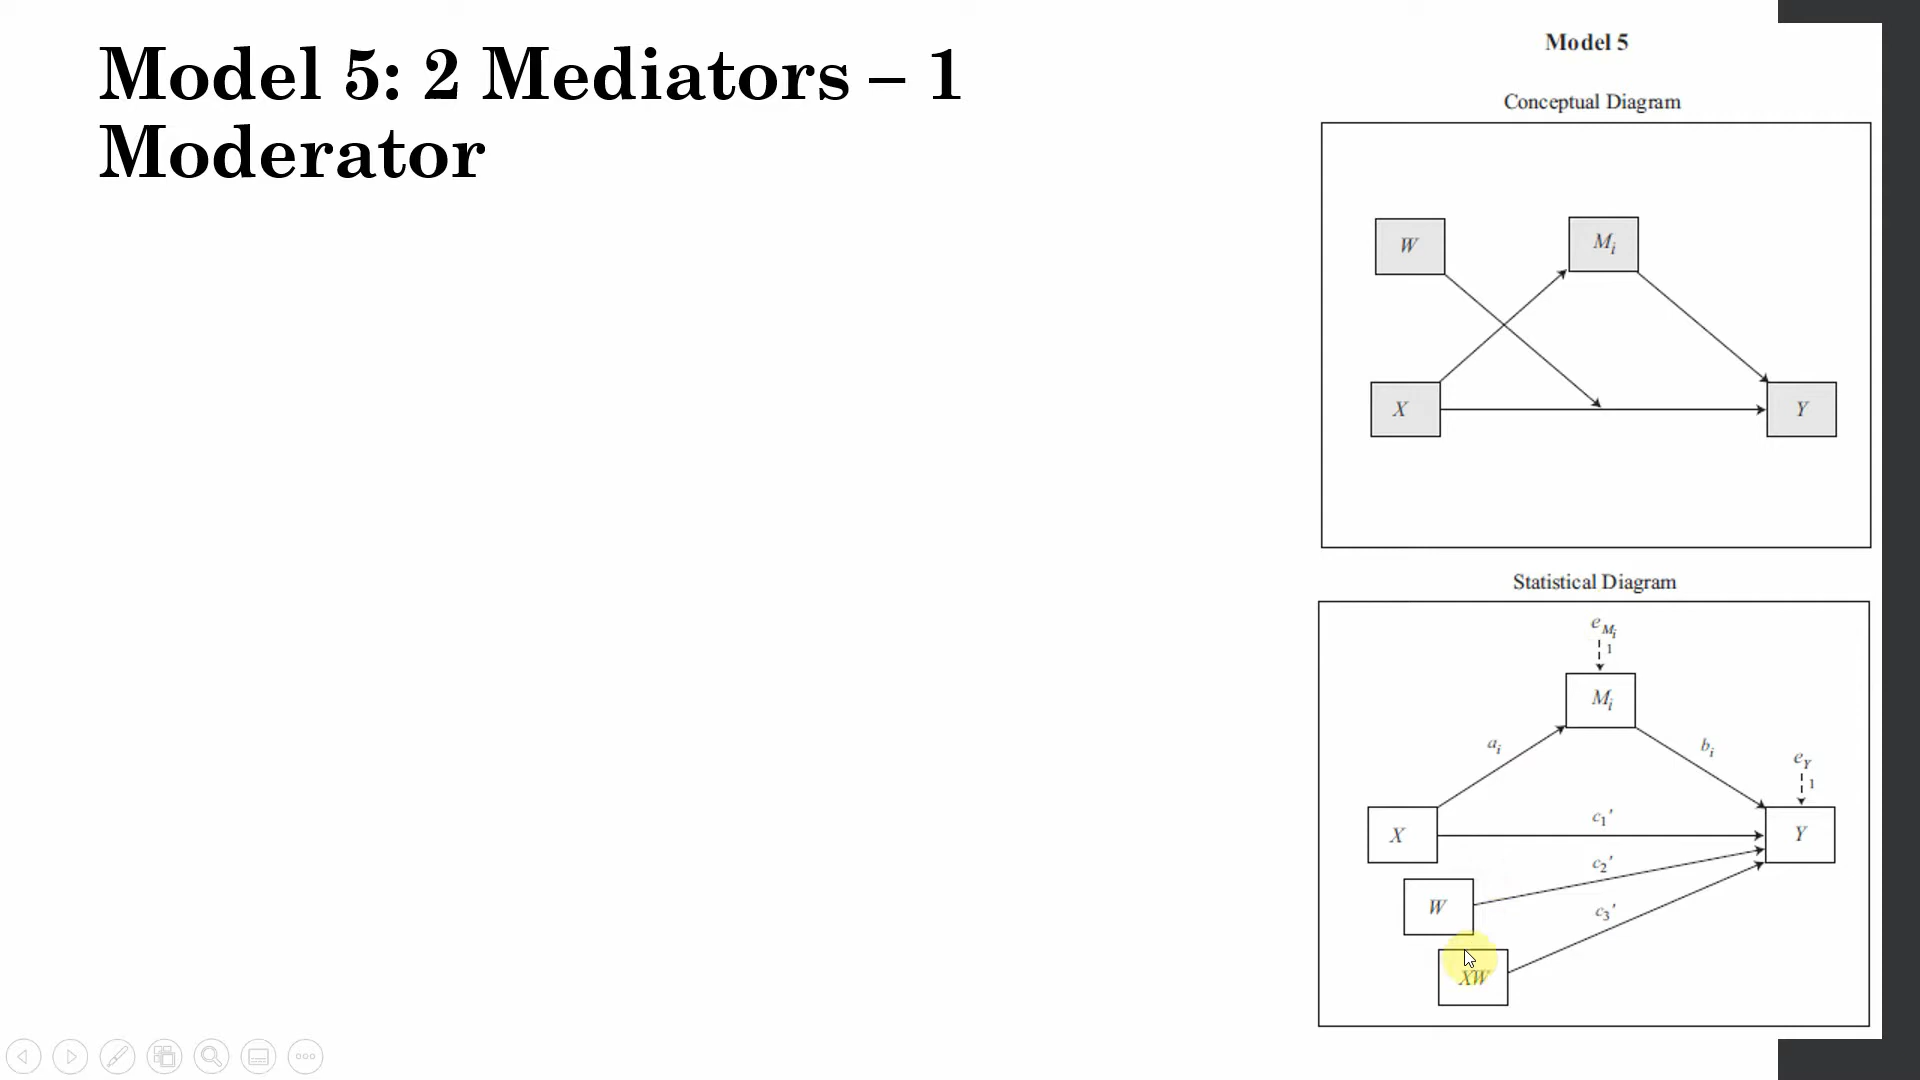 Model 5: 2 Mediators – 1
Moderator
Model 5
Conceptual Diagram
W
Mi
X
Y
Statistical Diagram
eMi
1
Mi
ai
bi
eY
1
X
c1'
Y
c2'
W
c3'
XW